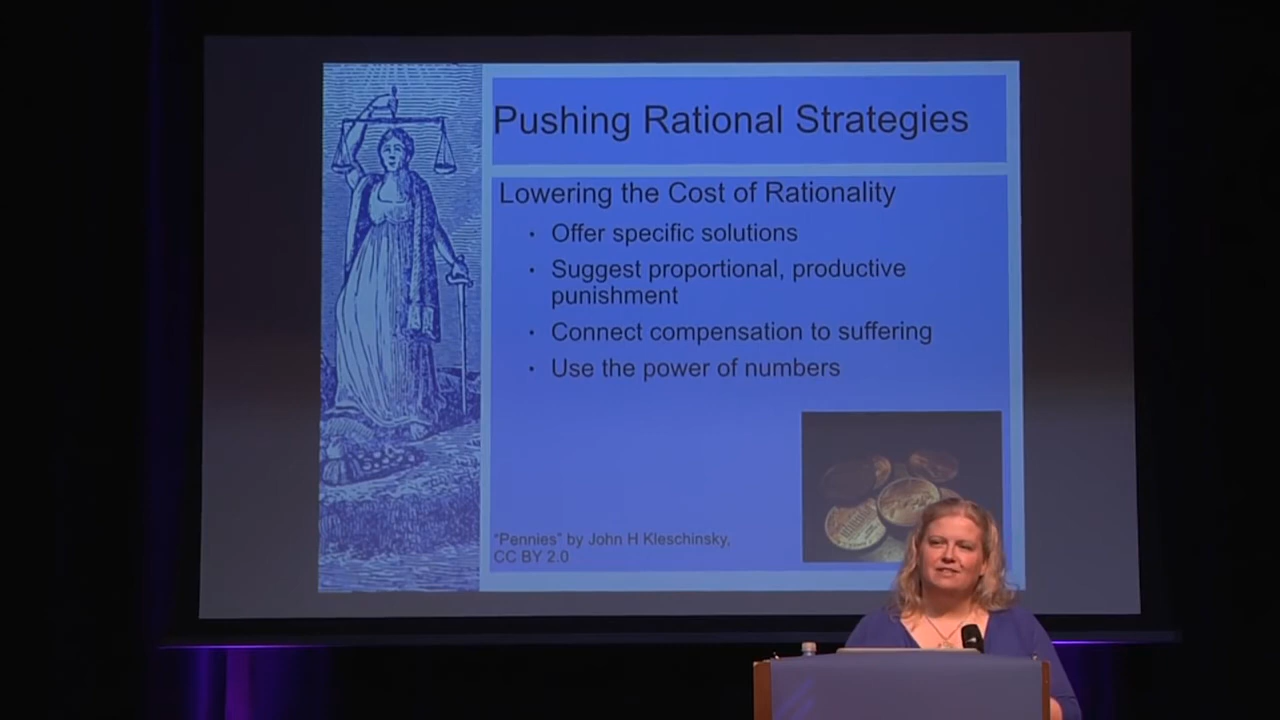 Pushing Rational Strategies
Lowering the Cost of Rationality
• Offer specific solutions
• Suggest proportional, productive
punishment
• Connect compensation to suffering
• Use the power of numbers
“Pennies” by John H Kleschinsky,
CC BY 2.0